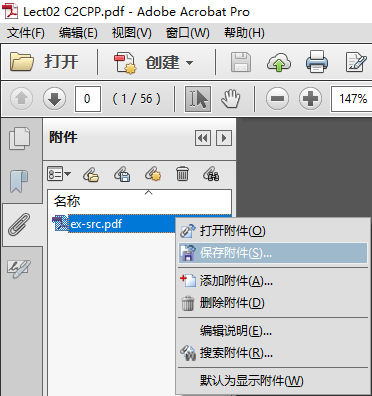 Lect02 C2CPP.pdf - Adobe Acrobat Pro
文件(F) 编辑(E) 视图(V) 窗口(W) 帮助(H)
打开 创建
0 (1 / 56) 147%
附件
名称
ex-src.pdf
打开附件(O)
保存附件(S)...
添加附件(A)...
删除附件(D)
编辑说明(E)...
搜索附件(R)...
默认为显示附件(W)